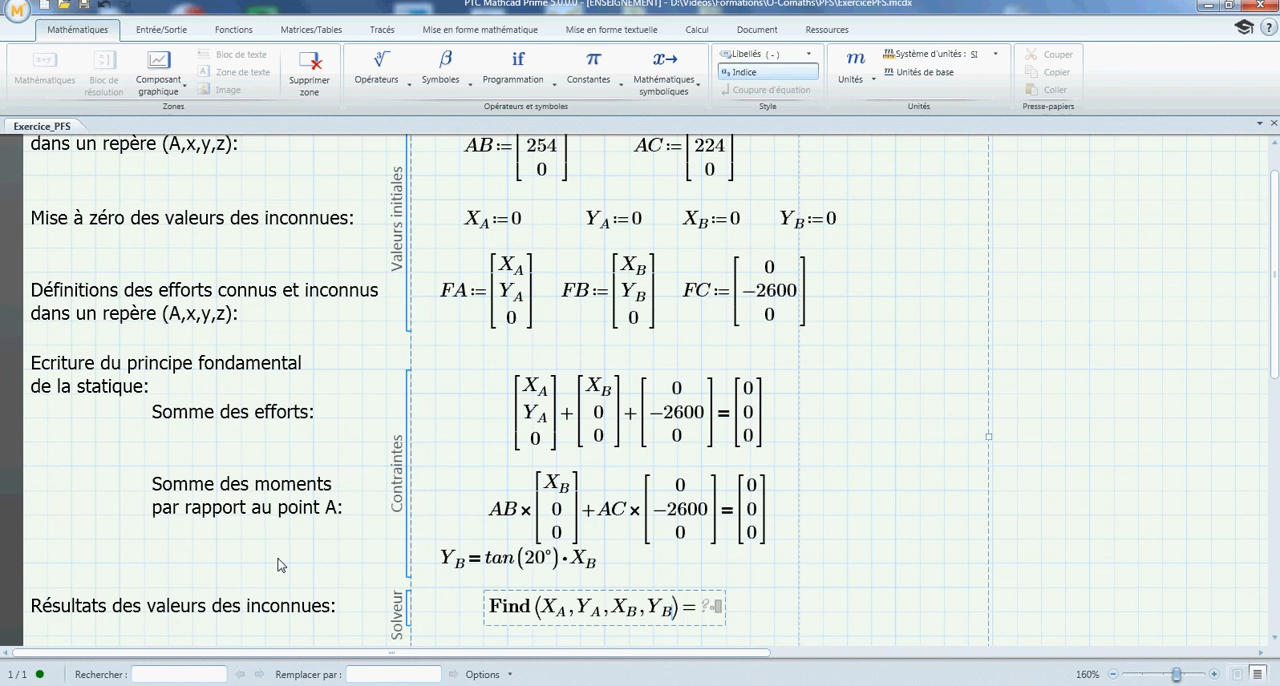 PTC Mathcad Prime 5.0.0.0 - [ENSEIGNEMENT] - D:\Videos\Formations\O-Comaths\PFS\ExercicePFS.mcdx
Mathématiques Entrée/Sortie Fonctions Matrices/Tables Tracés Mise en forme mathématique Mise en forme textuelle Calcul Document Ressources
Mathématiques
Bloc de résolution
Composant graphique
Bloc de texte
Zone de texte
Image
Supprimer zone
Zones
Opérateurs
Symboles
if
Programmation
π
Constantes
Mathématiques symboliques
Opérateurs et symboles
Libellés ( - )
Indice
Coupure d'équation
Style
Unités
Système d'unités: SI
Unités de base
Unités
Couper
Copier
Coller
Presse-papiers
Exercice_PFS
dans un repère (A,x,y,z):
AB:=[254 0] AC:=[224 0]
Valeurs initiales
Mise à zéro des valeurs des inconnues:
X_A:=0 Y_A:=0 X_B:=0 Y_B:=0
Définitions des efforts connus et inconnus
dans un repère (A,x,y,z):
FA:=[X_A Y_A 0] FB:=[X_B Y_B 0] FC:=[0 -2600 0]
Ecriture du principe fondamental
de la statique:
Contraintes
Somme des efforts:
[X_A Y_A 0]+[X_B 0 0]+[0 -2600 0]=[0 0 0]
Somme des moments
par rapport au point A:
AB×[X_B 0 0]+AC×[0 -2600 0]=[0 0 0]
Y_B=tan(20°)·X_B
Solveur
Résultats des valeurs des inconnues:
Find(X_A,Y_A,X_B,Y_B)=?
1 / 1 Rechercher : Remplacer par : Options 160%